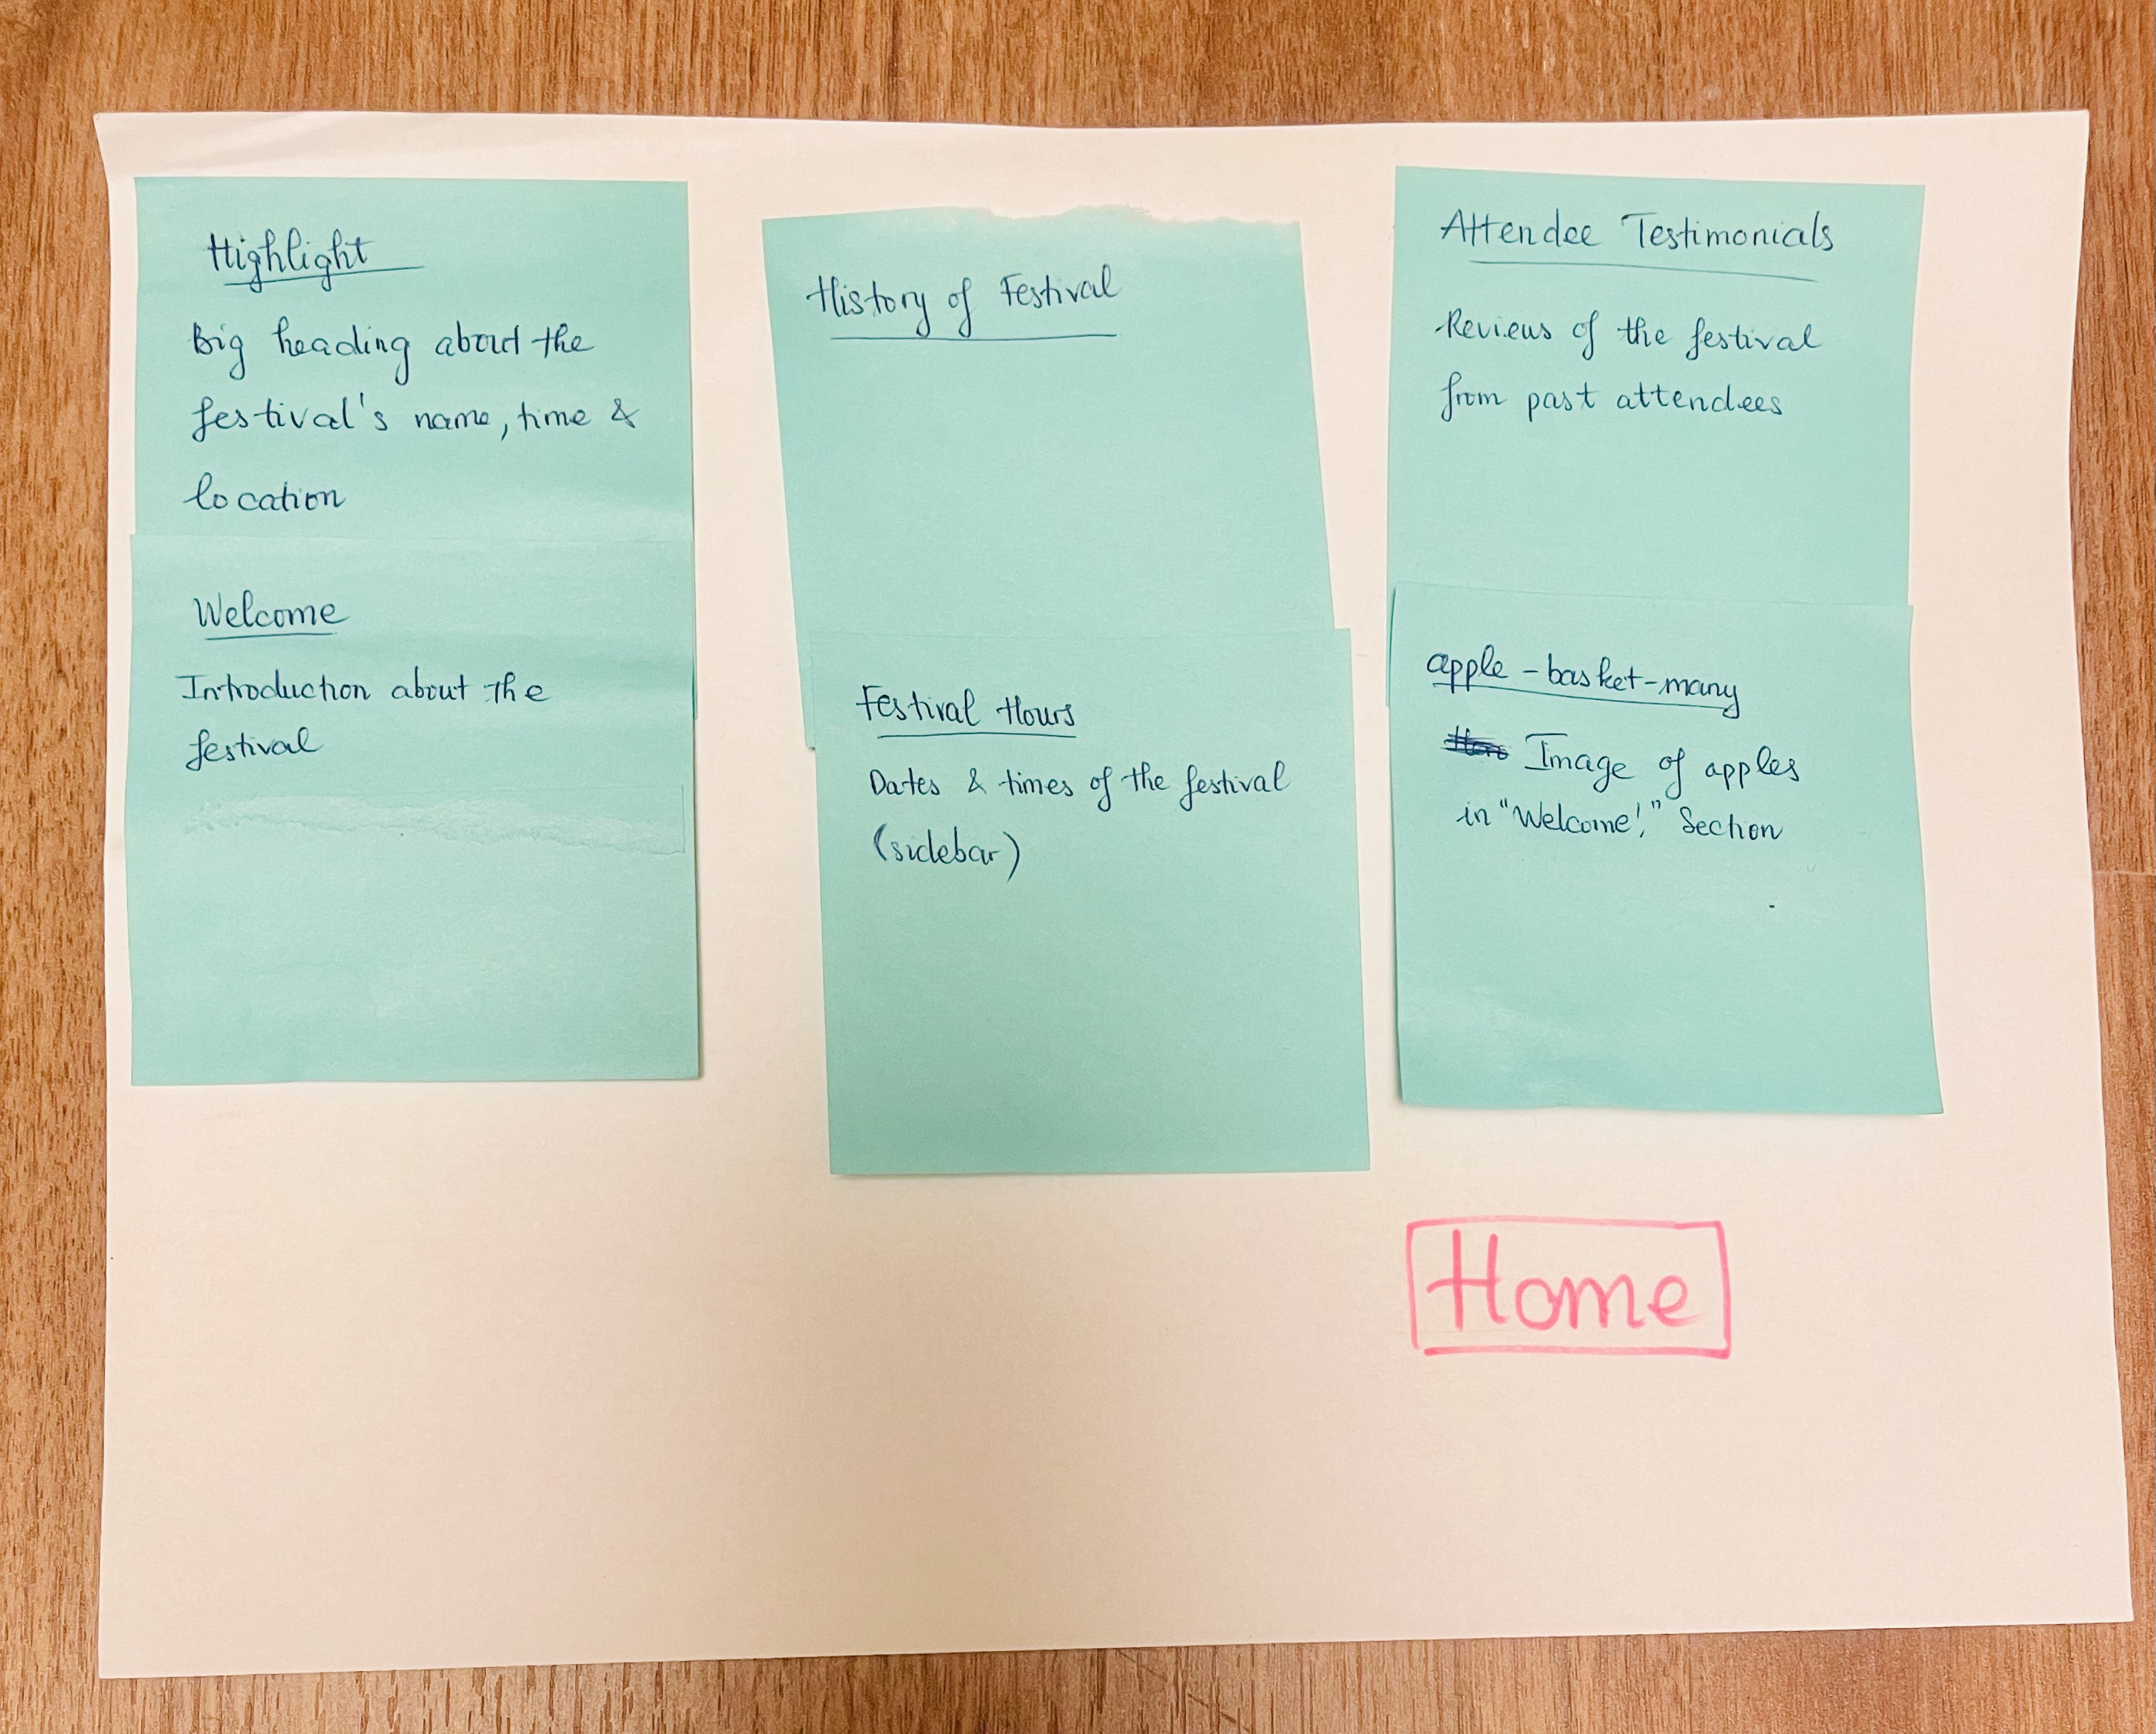 Highlight
Big heading about the
festival's name, time &
location
Welcome
Introduction about the
festival
History of Festival
Festival Hours
Dates & times of the festival
(sidebar)
Attendee Testimonials
Reviews of the festival
from past attendees
apple-basket-many
Image of apples
in "Welcome!" Section
Home